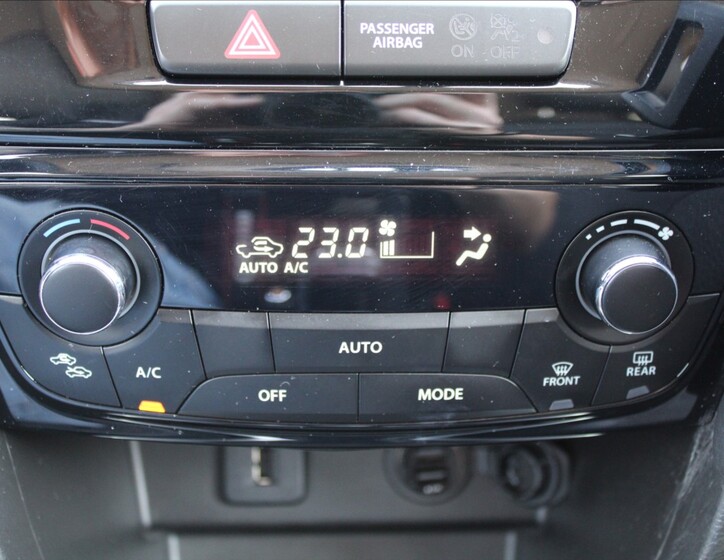 PASSENGER
AIRBAG
ON - OFF
23.0
AUTO A/C
AUTO
A/C
OFF
MODE
FRONT
REAR